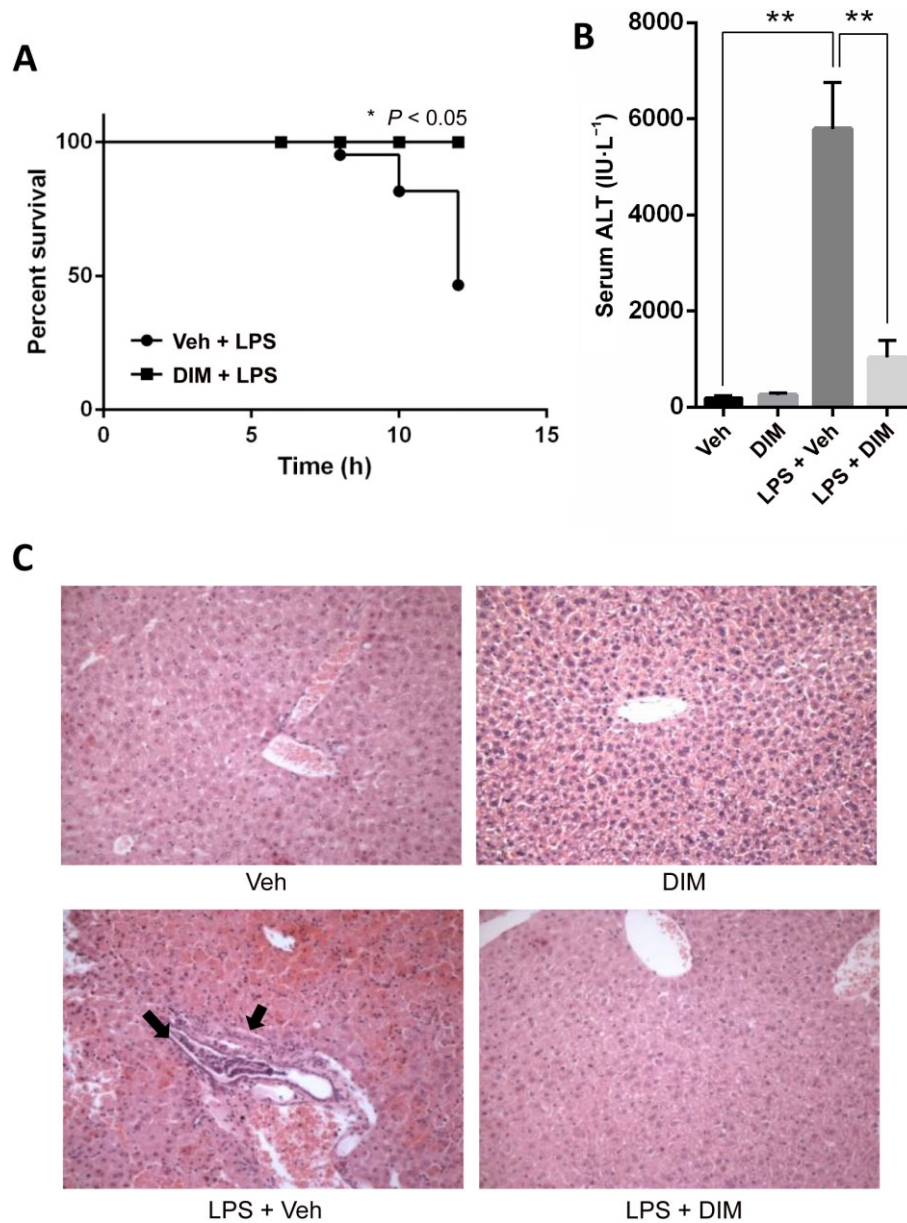 A
* P < 0.05
100
50
0
Percent survival
Veh + LPS
DIM + LPS
0 5 10 15
Time (h)
B
** **
8000
6000
4000
2000
0
Serum ALT (IU·L⁻¹)
Veh
DIM
LPS + Veh
LPS + DIM
C
Veh
DIM
LPS + Veh
LPS + DIM